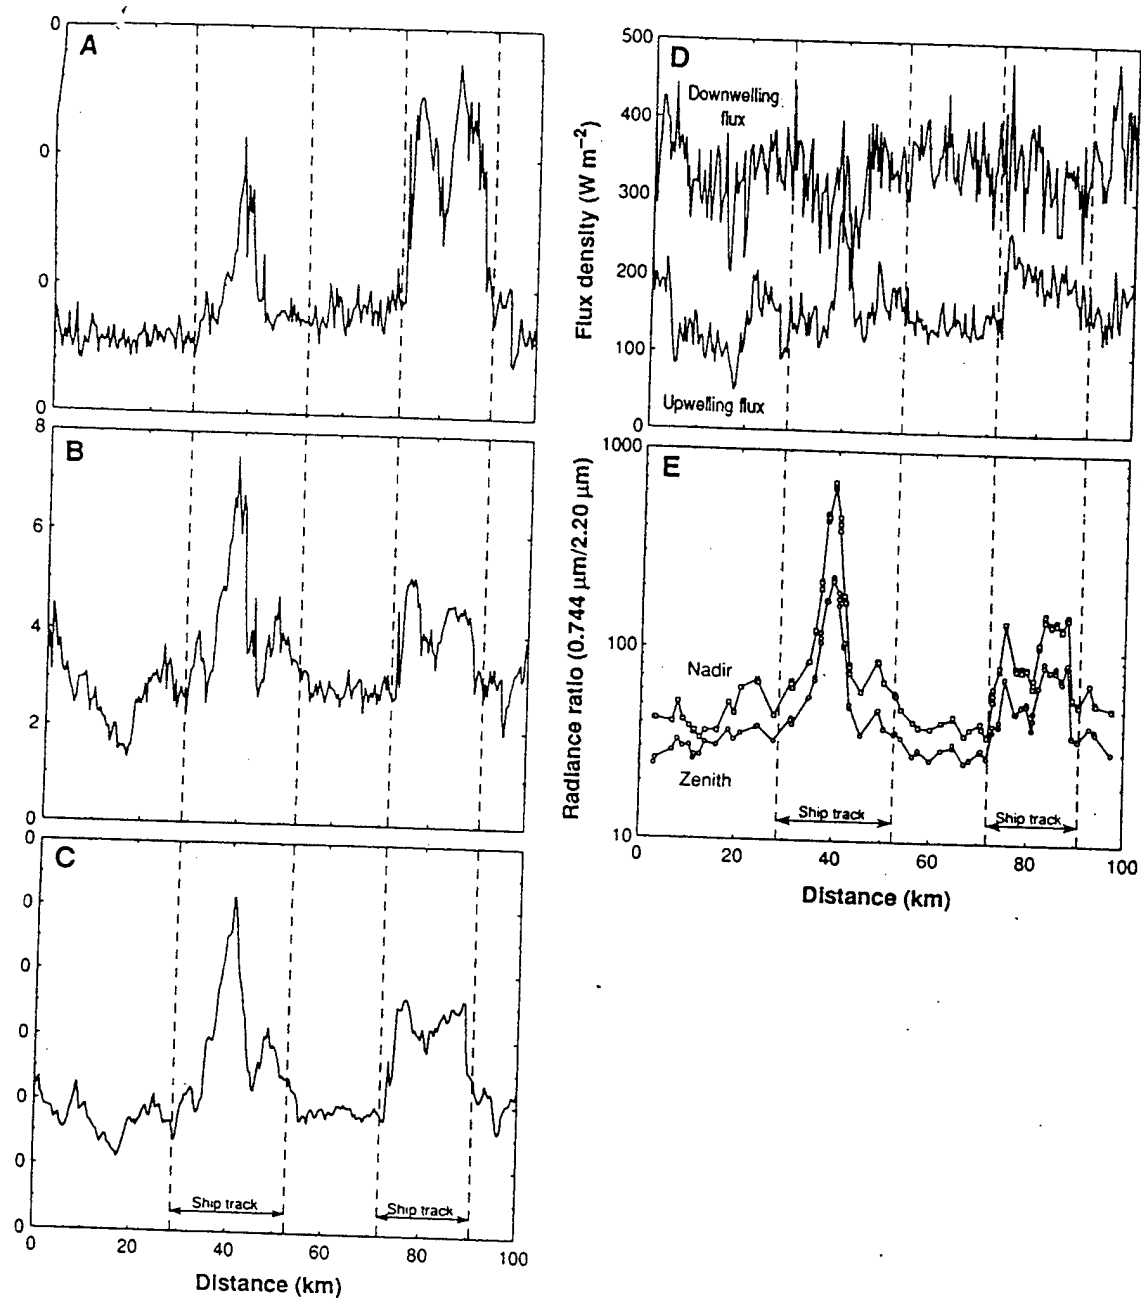 A
0
0
0
0
B
8
6
4
2
0
C
0
0
0
0
0
0
0
Ship track
Ship track
0
20
40
60
80
100
Distance (km)
D
500
400
300
200
100
0
Flux density (W m⁻²)
Downwelling
flux
Upwelling flux
E
1000
100
10
Radiance ratio (0.744 μm/2.20 μm)
Nadir
Zenith
Ship track
Ship track
0
20
40
60
80
100
Distance (km)